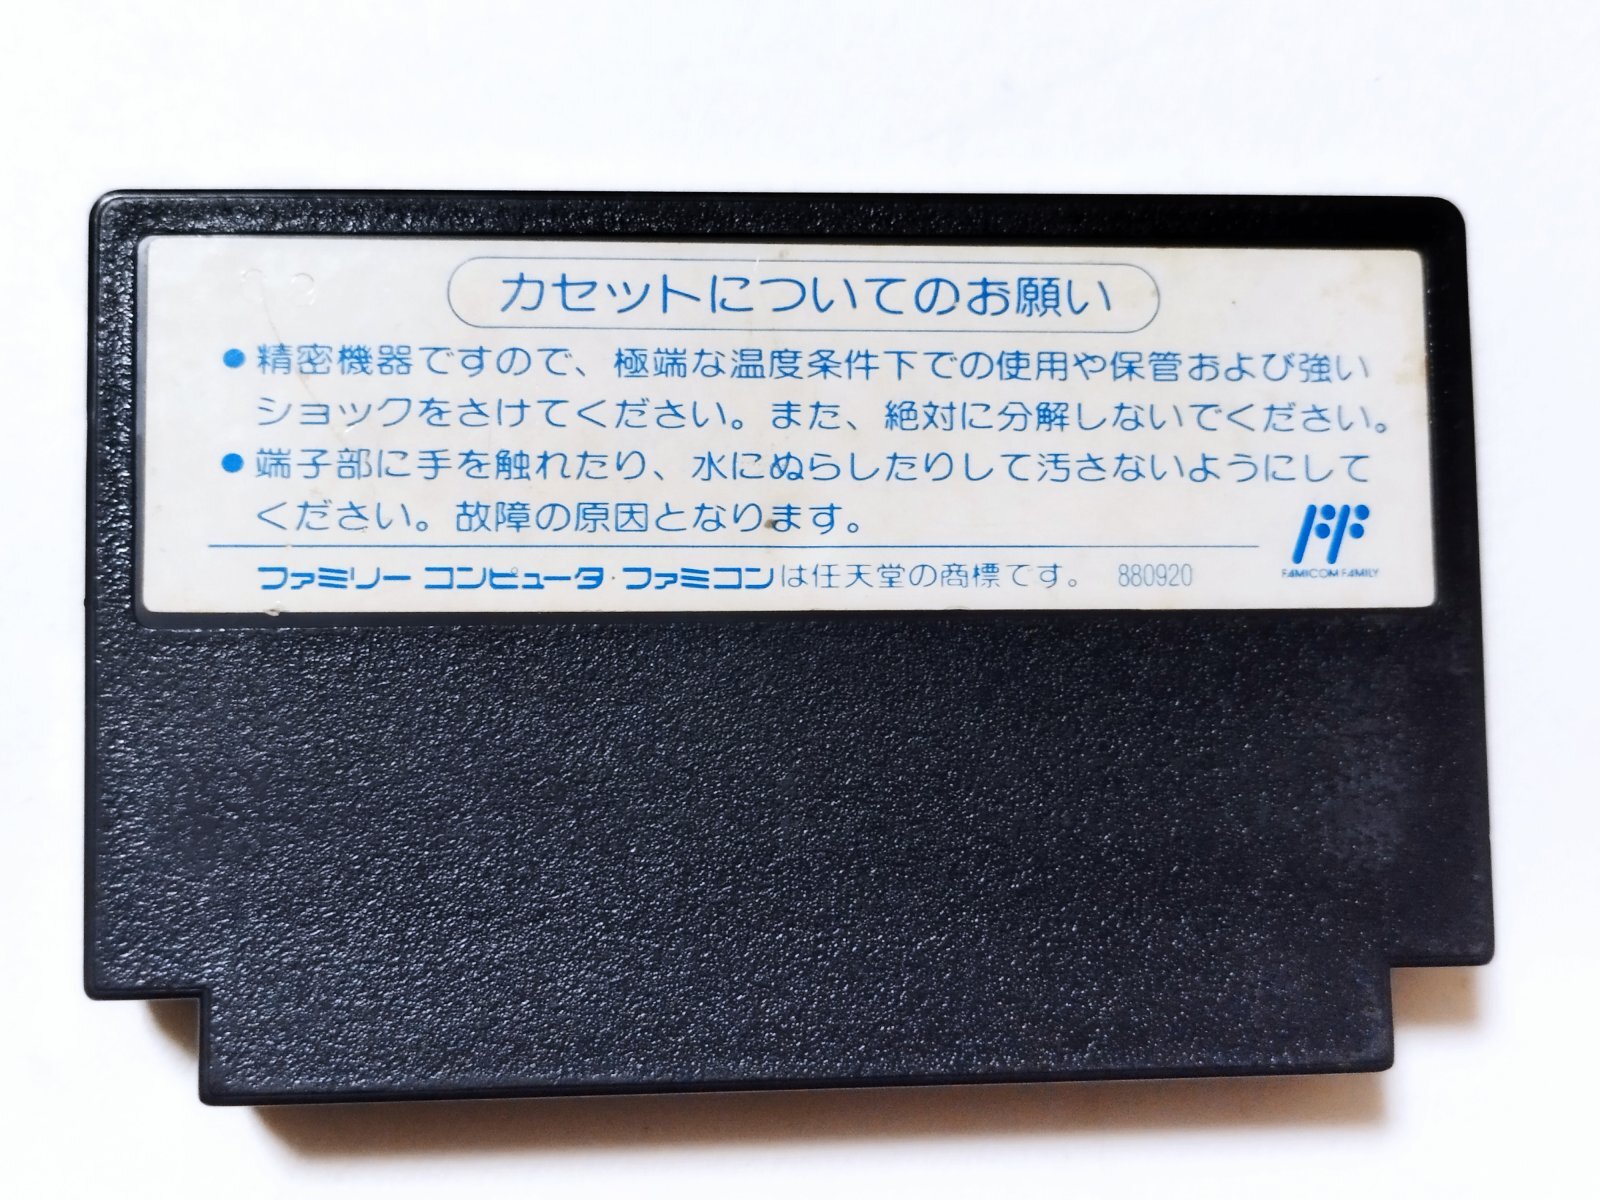 カセットについてのお願い
●精密機器ですので、極端な温度条件下での使用や保管および強い
ショックをさけてください。また、絶対に分解しないでください。
●端子部に手を触れたり、水にぬらしたりして汚さないようにして
ください。故障の原因となります。
ファミリー コンピュータ・ファミコンは任天堂の商標です。 880920
FF
FAMICOM FAMILY